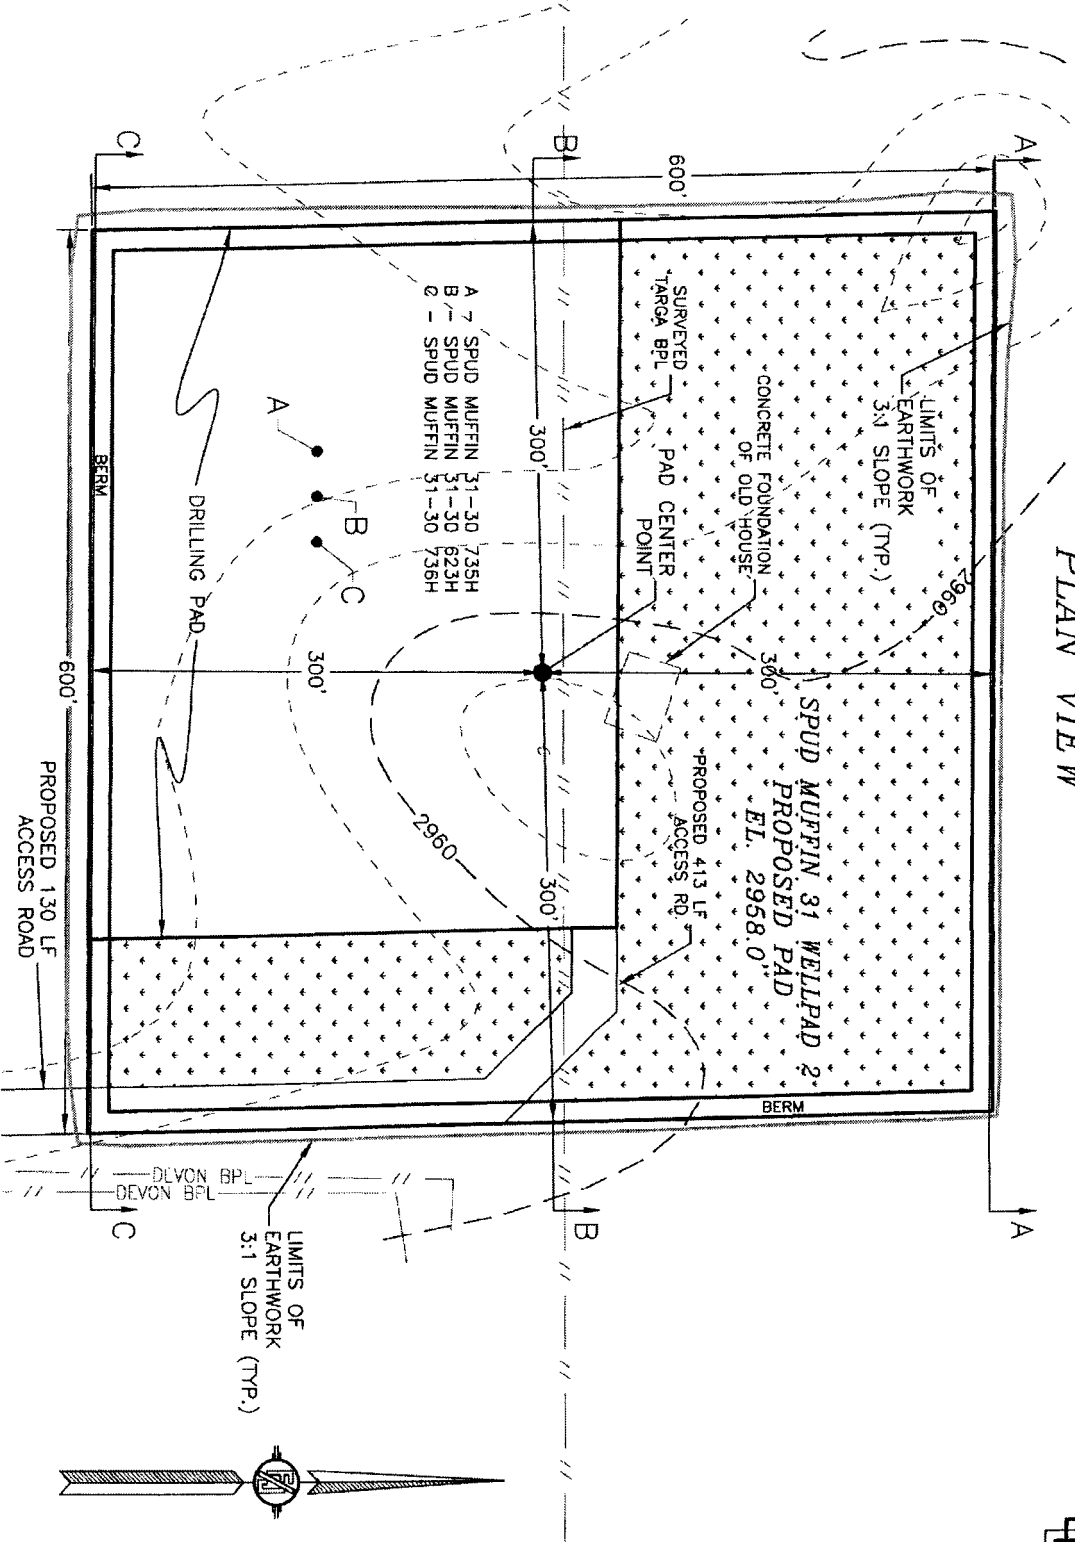 PLAN VIEW
A
600'
B
C
LIMITS OF
EARTHWORK
3:1 SLOPE (TYP.)
2960
SURVEYED
TARGA BPL
CONCRETE FOUNDATION
OF OLD HOUSE
PAD CENTER
POINT
300'
300'
SPUD MUFFIN 31 WELLPAD 2
PROPOSED PAD
EL. 2958.0'
PROPOSED 413 LF
ACCESS RD.
A - SPUD MUFFIN 31-30 735H
B - SPUD MUFFIN 31-30 623H
C - SPUD MUFFIN 31-30 736H
A
B
C
DRILLING PAD
300'
300'
2960
BERM
BERM
600'
PROPOSED 130 LF
ACCESS ROAD
DEVON BPL
DEVON BPL
A
B
C
LIMITS OF
EARTHWORK
3:1 SLOPE (TYP.)